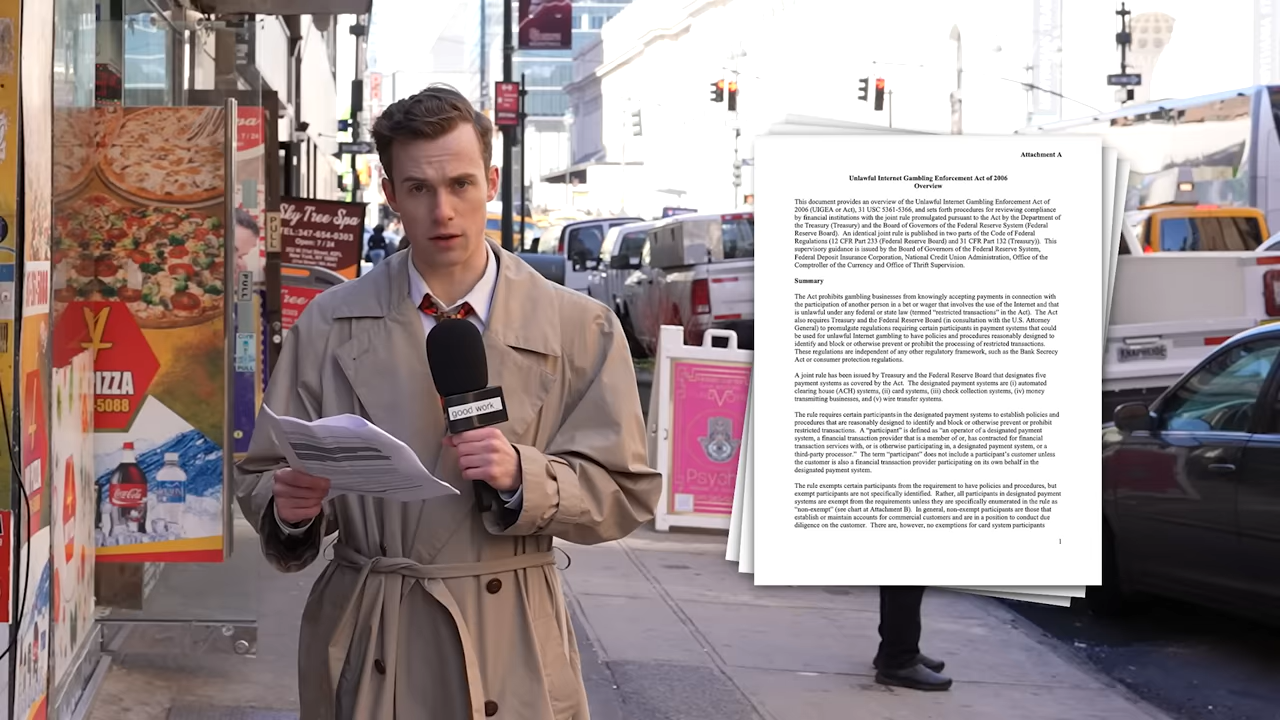 Sky Tree Spa
TEL:347-654-0303
Open: 7 / 24
New York, NY 10001
PULL
FULL
PULL
PIZZA
-5088
Coca-Cola
good work
Psychic
KNAPHEIDE
Attachment A
Unlawful Internet Gambling Enforcement Act of 2006
Overview
This document provides an overview of the Unlawful Internet Gambling Enforcement Act of
2006 (UIGEA or Act), 31 USC 5361-5366, and sets forth procedures for reviewing compliance
by financial institutions with the joint rule promulgated pursuant to the Act by the Department of
the Treasury (Treasury) and the Board of Governors of the Federal Reserve System (Federal
Reserve Board). An identical joint rule is published in two parts of the Code of Federal
Regulations (12 CFR Part 233 (Federal Reserve Board) and 31 CFR Part 132 (Treasury)). This
supervisory guidance is issued by the Board of Governors of the Federal Reserve System,
Federal Deposit Insurance Corporation, National Credit Union Administration, Office of the
Comptroller of the Currency and Office of Thrift Supervision.
Summary
The Act prohibits gambling businesses from knowingly accepting payments in connection with
the participation of another person in a bet or wager that involves the use of the Internet and that
is unlawful under any federal or state law (termed "restricted transactions" in the Act). The Act
also requires Treasury and the Federal Reserve Board (in consultation with the U.S. Attorney
General) to promulgate regulations requiring certain participants in payment systems that could
be used for unlawful Internet gambling to have policies and procedures reasonably designed to
identify and block or otherwise prevent or prohibit the processing of restricted transactions.
These regulations are independent of any other regulatory framework, such as the Bank Secrecy
Act or consumer protection regulations.
A joint rule has been issued by Treasury and the Federal Reserve Board that designates five
payment systems as covered by the Act. The designated payment systems are (i) automated
clearing house (ACH) systems, (ii) card systems, (iii) check collection systems, (iv) money
transmitting businesses, and (v) wire transfer systems.
The rule requires certain participants in the designated payment systems to establish policies and
procedures that are reasonably designed to identify and block or otherwise prevent or prohibit
restricted transactions. A "participant" is defined as "an operator of a designated payment
system, a financial transaction provider that is a member of or, has contracted for financial
transaction services with, or is otherwise participating in, a designated payment system, or a
third-party processor." The term "participant" does not include a participant's customer unless
the customer is also a financial transaction provider participating on its own behalf in the
designated payment system.
The rule exempts certain participants from the requirement to have policies and procedures, but
exempt participants are not specifically identified. Rather, all participants in designated payment
systems are exempt from the requirements unless they are specifically enumerated in the rule as
"non-exempt" (see chart at Attachment B). In general, non-exempt participants are those that
establish or maintain accounts for commercial customers and are in a position to conduct due
diligence on the customer. There are, however, no exemptions for card system participants
1